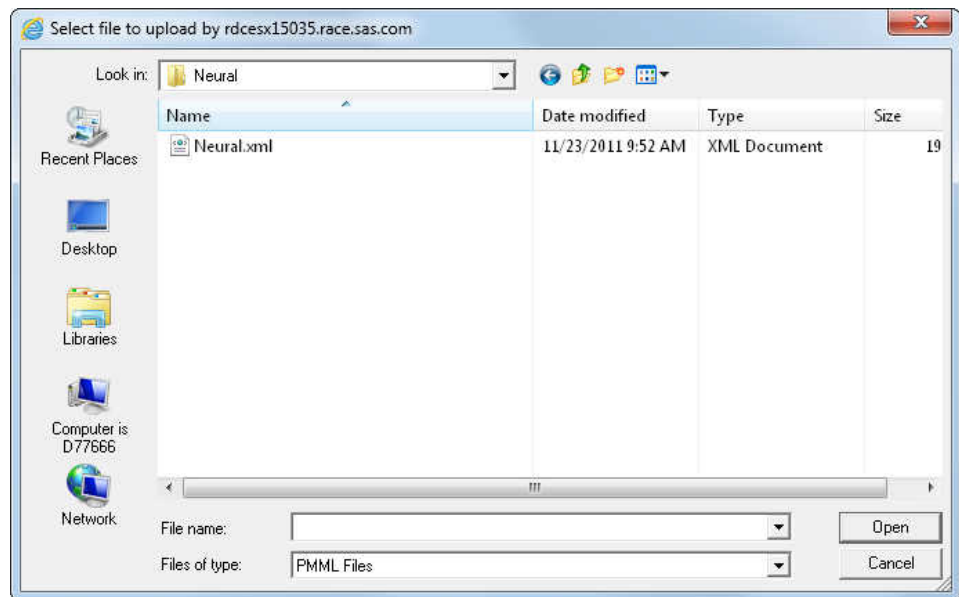 Select file to upload by rdcesx15035.race.sas.com
Look in: Neural
Name Date modified Type Size
Neural.xml 11/23/2011 9:52 AM XML Document 19
Recent Places
Desktop
Libraries
Computer is
D77666
Network
File name: Open
Files of type: PMML Files Cancel